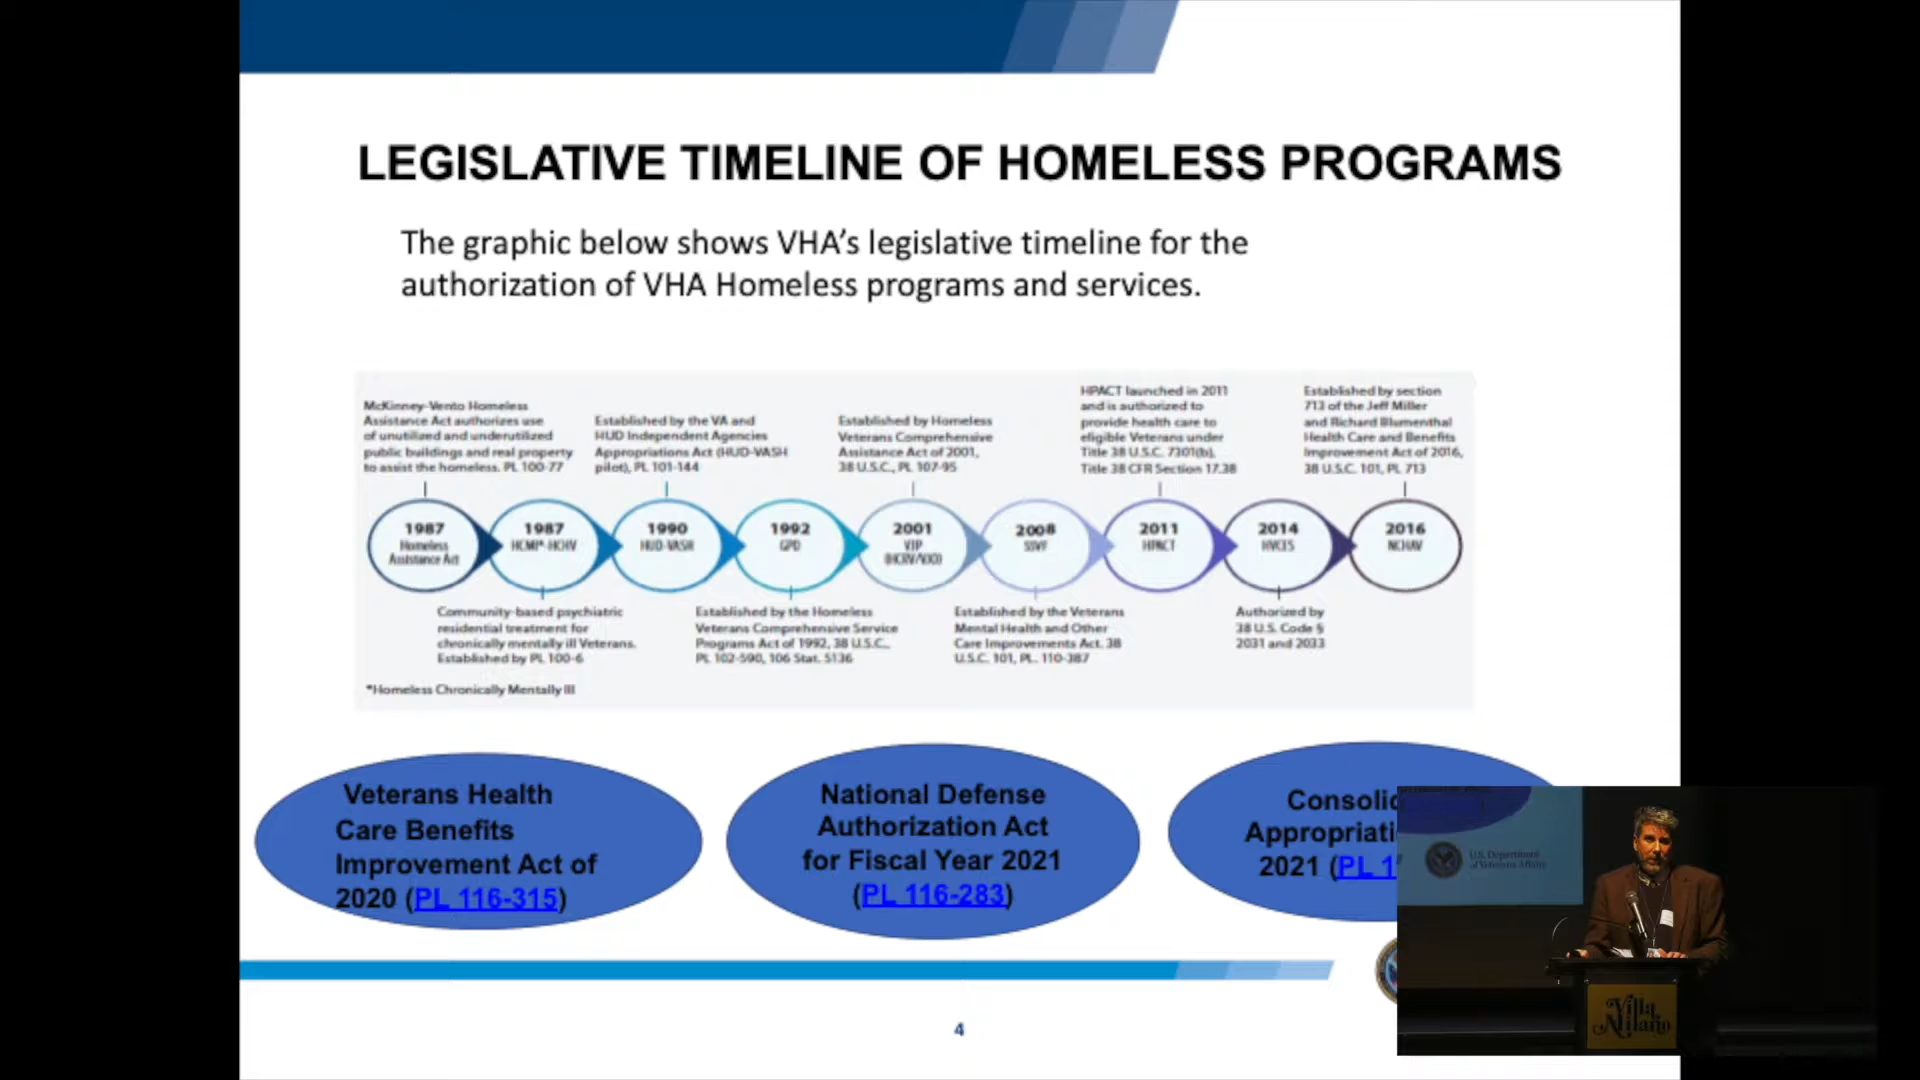 LEGISLATIVE TIMELINE OF HOMELESS PROGRAMS
The graphic below shows VHA’s legislative timeline for the
authorization of VHA Homeless programs and services.
McKinney-Vento Homeless
Assistance Act authorizes use
of unutilized and underutilized
public buildings and real property
to assist the homeless. PL 100-77
Established by the VA and
HUD Independent Agencies
Appropriations Act (HUD-VASH
pilot), PL 101-144
Established by Homeless
Veterans Comprehensive
Assistance Act of 2001,
38 U.S.C., PL 107-95
HPACT launched in 2011
and is authorized to
provide health care to
eligible Veterans under
Title 38 U.S.C. 7301(b),
Title 38 CFR Section 17.38
Established by section
713 of the Jeff Miller
and Richard Blumenthal
Health Care and Benefits
Improvement Act of 2016,
38 U.S.C. 101, PL 713
1987
Homeless
Assistance Act
1987
HCMI*-HCHV
1990
HUD-VASH
1992
GPD
2001
VJP
(HCRV/VJO)
2008
SSVF
2011
HPACT
2014
HVCES
2016
NCHAV
Community-based psychiatric
residential treatment for
chronically mentally ill Veterans.
Established by PL 100-6
Established by the Homeless
Veterans Comprehensive Service
Programs Act of 1992, 38 U.S.C.,
PL 102-590, 106 Stat. 5136
Established by the Veterans
Mental Health and Other
Care Improvements Act. 38
U.S.C. 101, PL. 110-387
Authorized by
38 U.S. Code §
2031 and 2033
*Homeless Chronically Mentally Ill
Veterans Health
Care Benefits
Improvement Act of
2020 (PL 116-315)
National Defense
Authorization Act
for Fiscal Year 2021
(PL 116-283)
Consolid
Appropriati
2021 (PL 1
U.S. Department
of Veterans Affairs
Villa
Milano
4